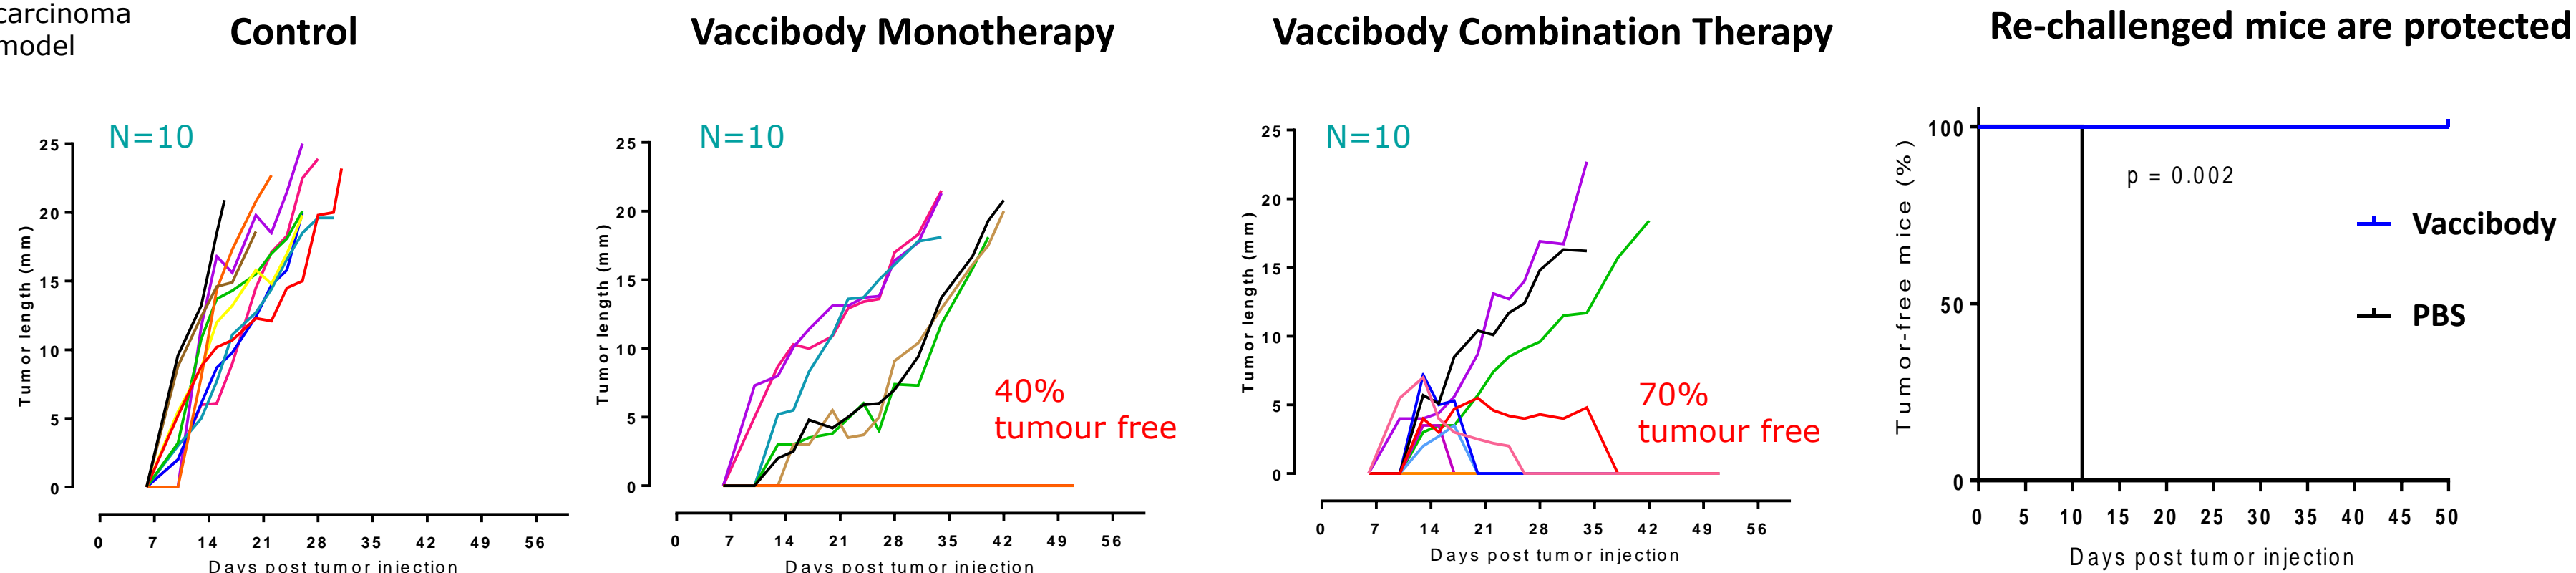 carcinoma
model
Control
Vaccibody Monotherapy
Vaccibody Combination Therapy
Re-challenged mice are protected
N=10
25
20
15
10
5
0
Tumor length (mm)
0 7 14 21 28 35 42 49 56
Days post tumor injection
N=10
25
20
15
10
5
0
Tumor length (mm)
40%
tumour free
0 7 14 21 28 35 42 49 56
Days post tumor injection
N=10
25
20
15
10
5
0
Tumor length (mm)
70%
tumour free
0 7 14 21 28 35 42 49 56
Days post tumor injection
100
50
0
Tumor-free mice (%)
p = 0.002
Vaccibody
PBS
0 5 10 15 20 25 30 35 40 45 50
Days post tumor injection